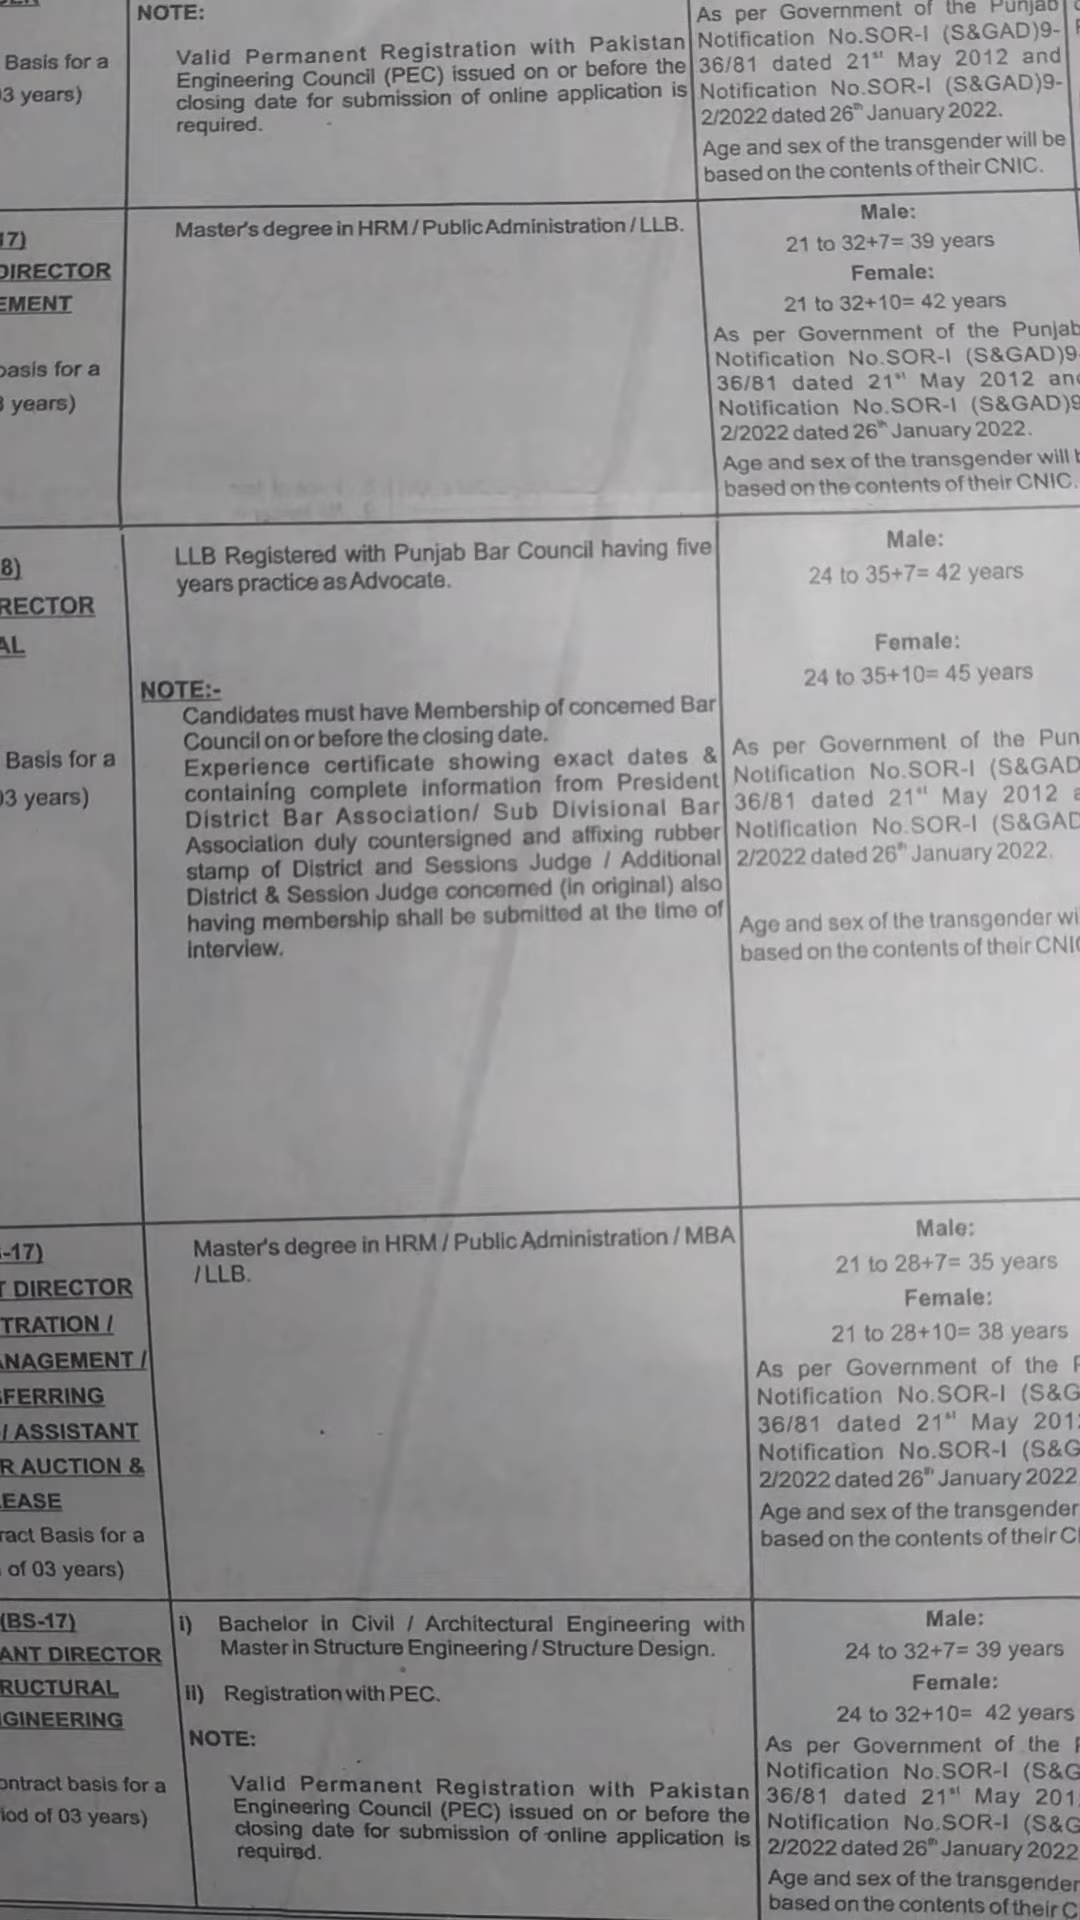 NOTE:
Valid Permanent Registration with Pakistan
Engineering Council (PEC) issued on or before the
closing date for submission of online application is
required.
Basis for a
03 years)
As per Government of the Punjab
Notification No.SOR-I (S&GAD)9-
36/81 dated 21st May 2012 and
Notification No.SOR-I (S&GAD)9-
2/2022 dated 26th January 2022.
Age and sex of the transgender will be
based on the contents of their CNIC.
17)
DIRECTOR
EMENT
basis for a
3 years)
Master's degree in HRM / Public Administration / LLB.
Male:
21 to 32+7= 39 years
Female:
21 to 32+10= 42 years
As per Government of the Punjab
Notification No.SOR-I (S&GAD)9-
36/81 dated 21st May 2012 and
Notification No.SOR-I (S&GAD)9
2/2022 dated 26th January 2022.
Age and sex of the transgender will b
based on the contents of their CNIC.
8)
RECTOR
AL
Basis for a
03 years)
LLB Registered with Punjab Bar Council having five
years practice as Advocate.
NOTE:-
Candidates must have Membership of concerned Bar
Council on or before the closing date.
Experience certificate showing exact dates &
containing complete information from President
District Bar Association/ Sub Divisional Bar
Association duly countersigned and affixing rubber
stamp of District and Sessions Judge / Additional
District & Session Judge concerned (in original) also
having membership shall be submitted at the time of
interview.
Male:
24 to 35+7= 42 years
Female:
24 to 35+10= 45 years
As per Government of the Pun
Notification No.SOR-I (S&GAD
36/81 dated 21st May 2012 a
Notification No.SOR-I (S&GAD
2/2022 dated 26th January 2022.
Age and sex of the transgender wi
based on the contents of their CNIC
-17)
T DIRECTOR
TRATION /
ANAGEMENT /
SFERRING
/ ASSISTANT
R AUCTION &
EASE
ract Basis for a
of 03 years)
Master's degree in HRM / Public Administration / MBA
/ LLB.
Male:
21 to 28+7= 35 years
Female:
21 to 28+10= 38 years
As per Government of the P
Notification No.SOR-I (S&G
36/81 dated 21st May 201
Notification No.SOR-I (S&G
2/2022 dated 26th January 2022
Age and sex of the transgender
based on the contents of their C
(BS-17)
ANT DIRECTOR
RUCTURAL
GINEERING
ontract basis for a
iod of 03 years)
i) Bachelor in Civil / Architectural Engineering with
Master in Structure Engineering / Structure Design.
ii) Registration with PEC.
NOTE:
Valid Permanent Registration with Pakistan
Engineering Council (PEC) issued on or before the
closing date for submission of online application is
required.
Male:
24 to 32+7= 39 years
Female:
24 to 32+10= 42 years
As per Government of the P
Notification No.SOR-I (S&G
36/81 dated 21st May 201
Notification No.SOR-I (S&G
2/2022 dated 26th January 2022
Age and sex of the transgender
based on the contents of their C